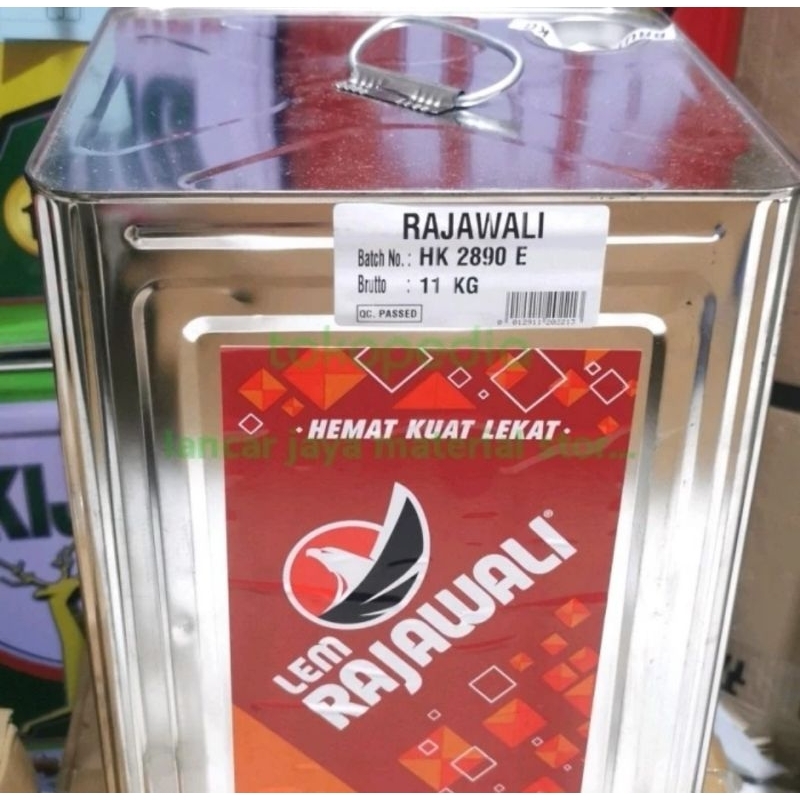 RAJAWALI
Batch No. : HK 2890 E
Brutto : 11 KG
QC. PASSED
tokopedia
· HEMAT KUAT LEKAT ·
lancar jaya material stor...
LEM
RAJAWALI®
KIJ